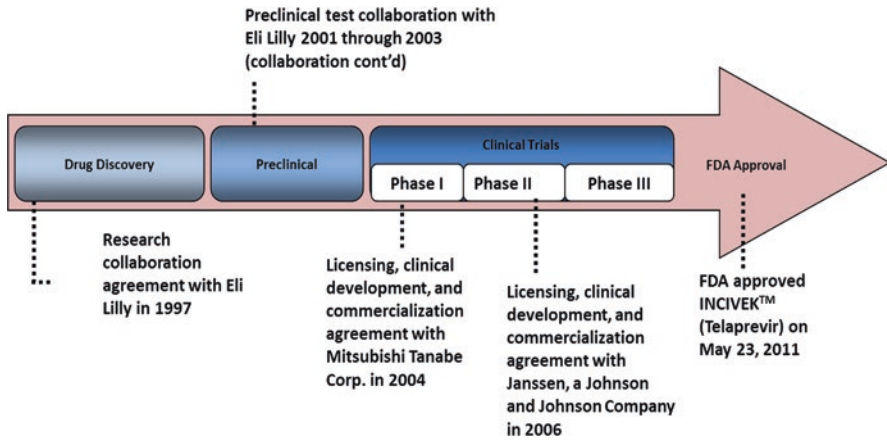 Preclinical test collaboration with
Eli Lilly 2001 through 2003
(collaboration cont'd)
Drug Discovery
Preclinical
Clinical Trials
Phase I
Phase II
Phase III
FDA Approval
Research
collaboration
agreement with Eli
Lilly in 1997
Licensing, clinical
development, and
commercialization
agreement with
Mitsubishi Tanabe
Corp. in 2004
Licensing, clinical
development, and
commercialization
agreement with
Janssen, a Johnson
and Johnson Company
in 2006
FDA approved
INCIVEK™
(Telaprevir) on
May 23, 2011